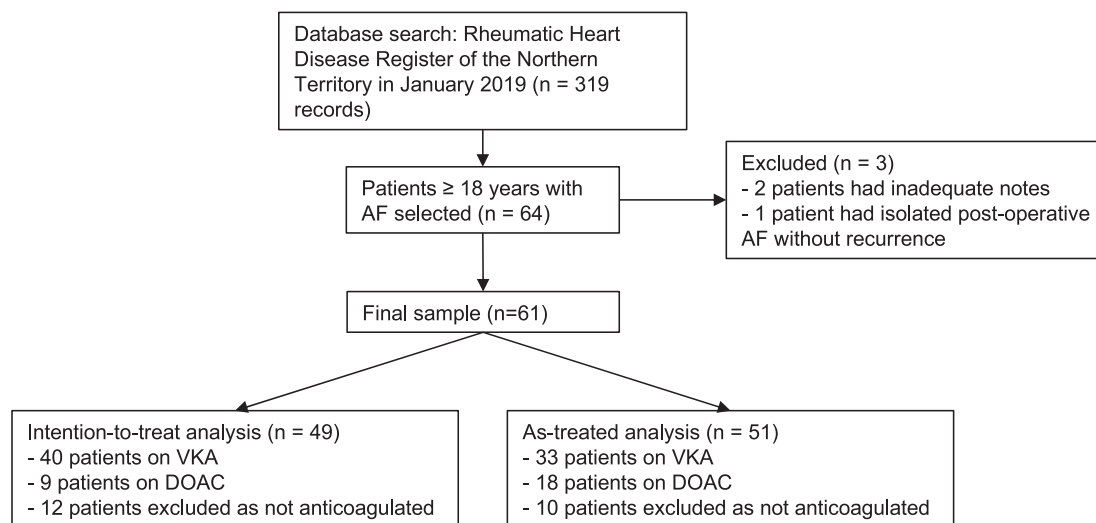 Database search: Rheumatic Heart
Disease Register of the Northern
Territory in January 2019 (n = 319
records)
Patients ≥ 18 years with
AF selected (n = 64)
Excluded (n = 3)
- 2 patients had inadequate notes
- 1 patient had isolated post-operative
AF without recurrence
Final sample (n=61)
Intention-to-treat analysis (n = 49)
- 40 patients on VKA
- 9 patients on DOAC
- 12 patients excluded as not anticoagulated
As-treated analysis (n = 51)
- 33 patients on VKA
- 18 patients on DOAC
- 10 patients excluded as not anticoagulated